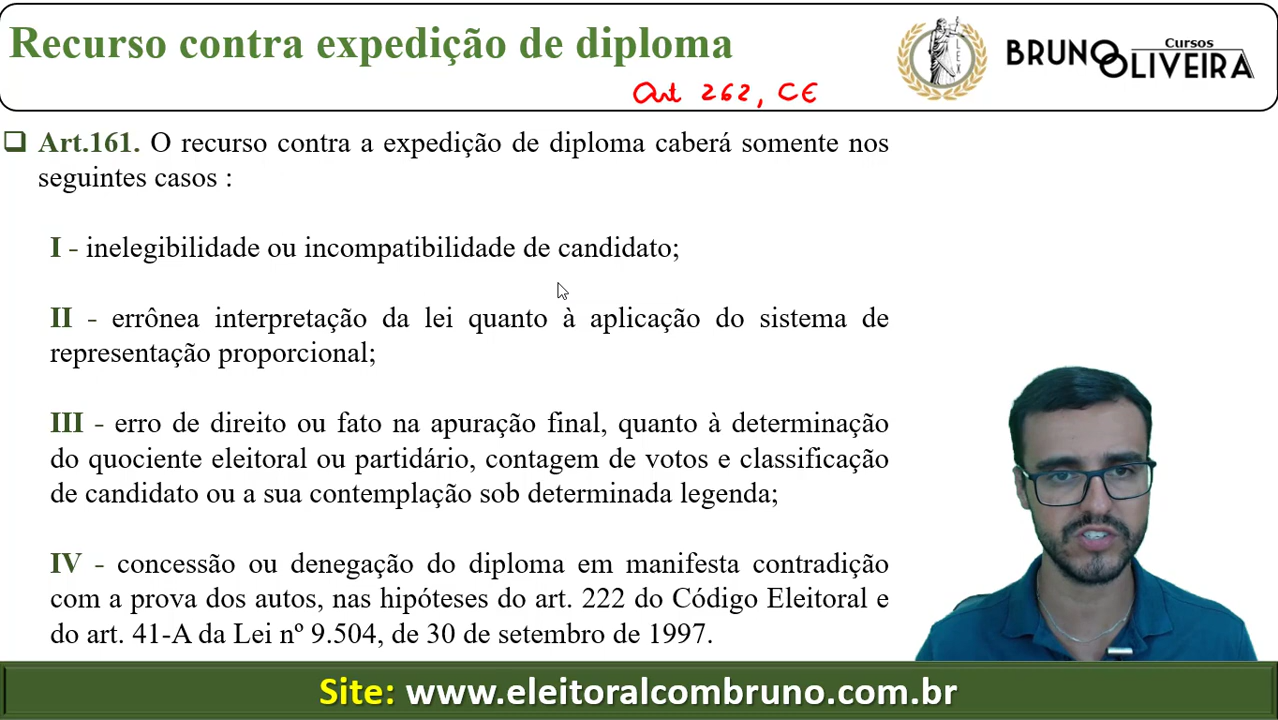 Recurso contra expedição de diploma
LEX
Cursos
BRUNO
OLIVEIRA
Art 262, CE
Art.161. O recurso contra a expedição de diploma caberá somente nos
seguintes casos :
I - inelegibilidade ou incompatibilidade de candidato;
II - errônea interpretação da lei quanto à aplicação do sistema de
representação proporcional;
III - erro de direito ou fato na apuração final, quanto à determinação
do quociente eleitoral ou partidário, contagem de votos e classificação
de candidato ou a sua contemplação sob determinada legenda;
IV - concessão ou denegação do diploma em manifesta contradição
com a prova dos autos, nas hipóteses do art. 222 do Código Eleitoral e
do art. 41-A da Lei nº 9.504, de 30 de setembro de 1997.
Site: www.eleitoralcombruno.com.br